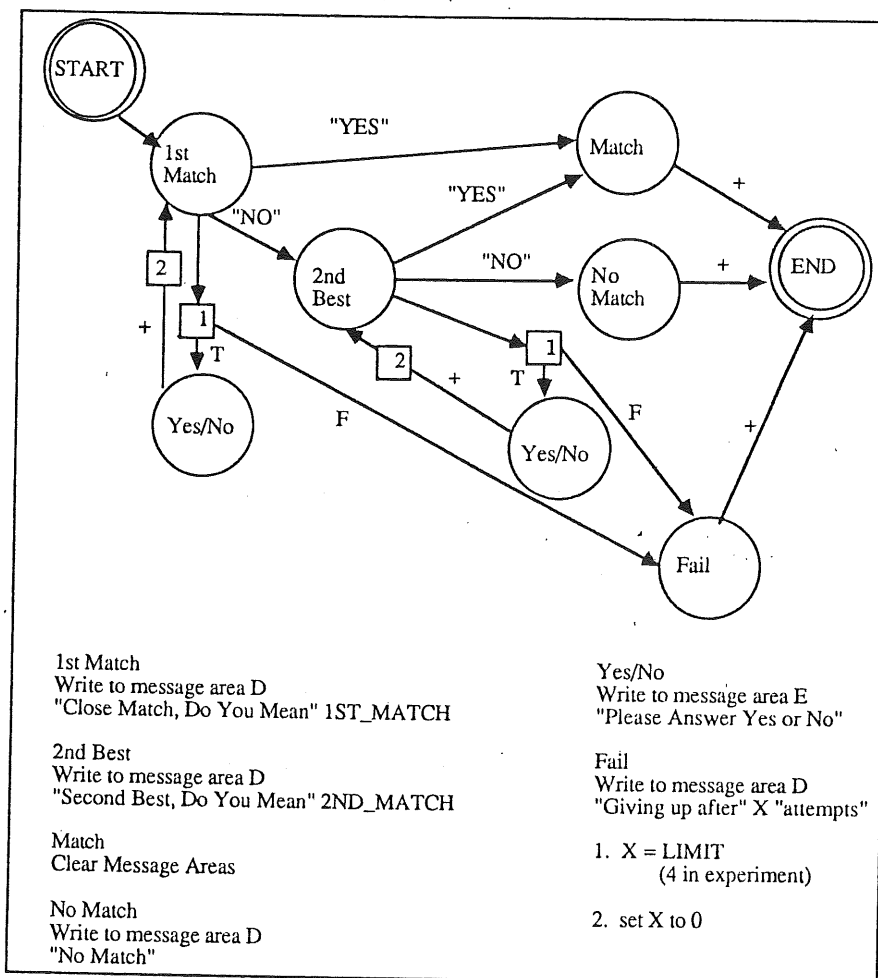 START
1st
Match
"YES"
Match
"YES"
+
"NO"
2nd
Best
"NO"
No
Match
+
END
2
1
+
T
Yes/No
F
2
+
1
T
Yes/No
F
+
Fail
1st Match
Write to message area D
"Close Match, Do You Mean" 1ST_MATCH
2nd Best
Write to message area D
"Second Best, Do You Mean" 2ND_MATCH
Match
Clear Message Areas
No Match
Write to message area D
"No Match"
Yes/No
Write to message area E
"Please Answer Yes or No"
Fail
Write to message area D
"Giving up after" X "attempts"
1. X = LIMIT
(4 in experiment)
2. set X to 0